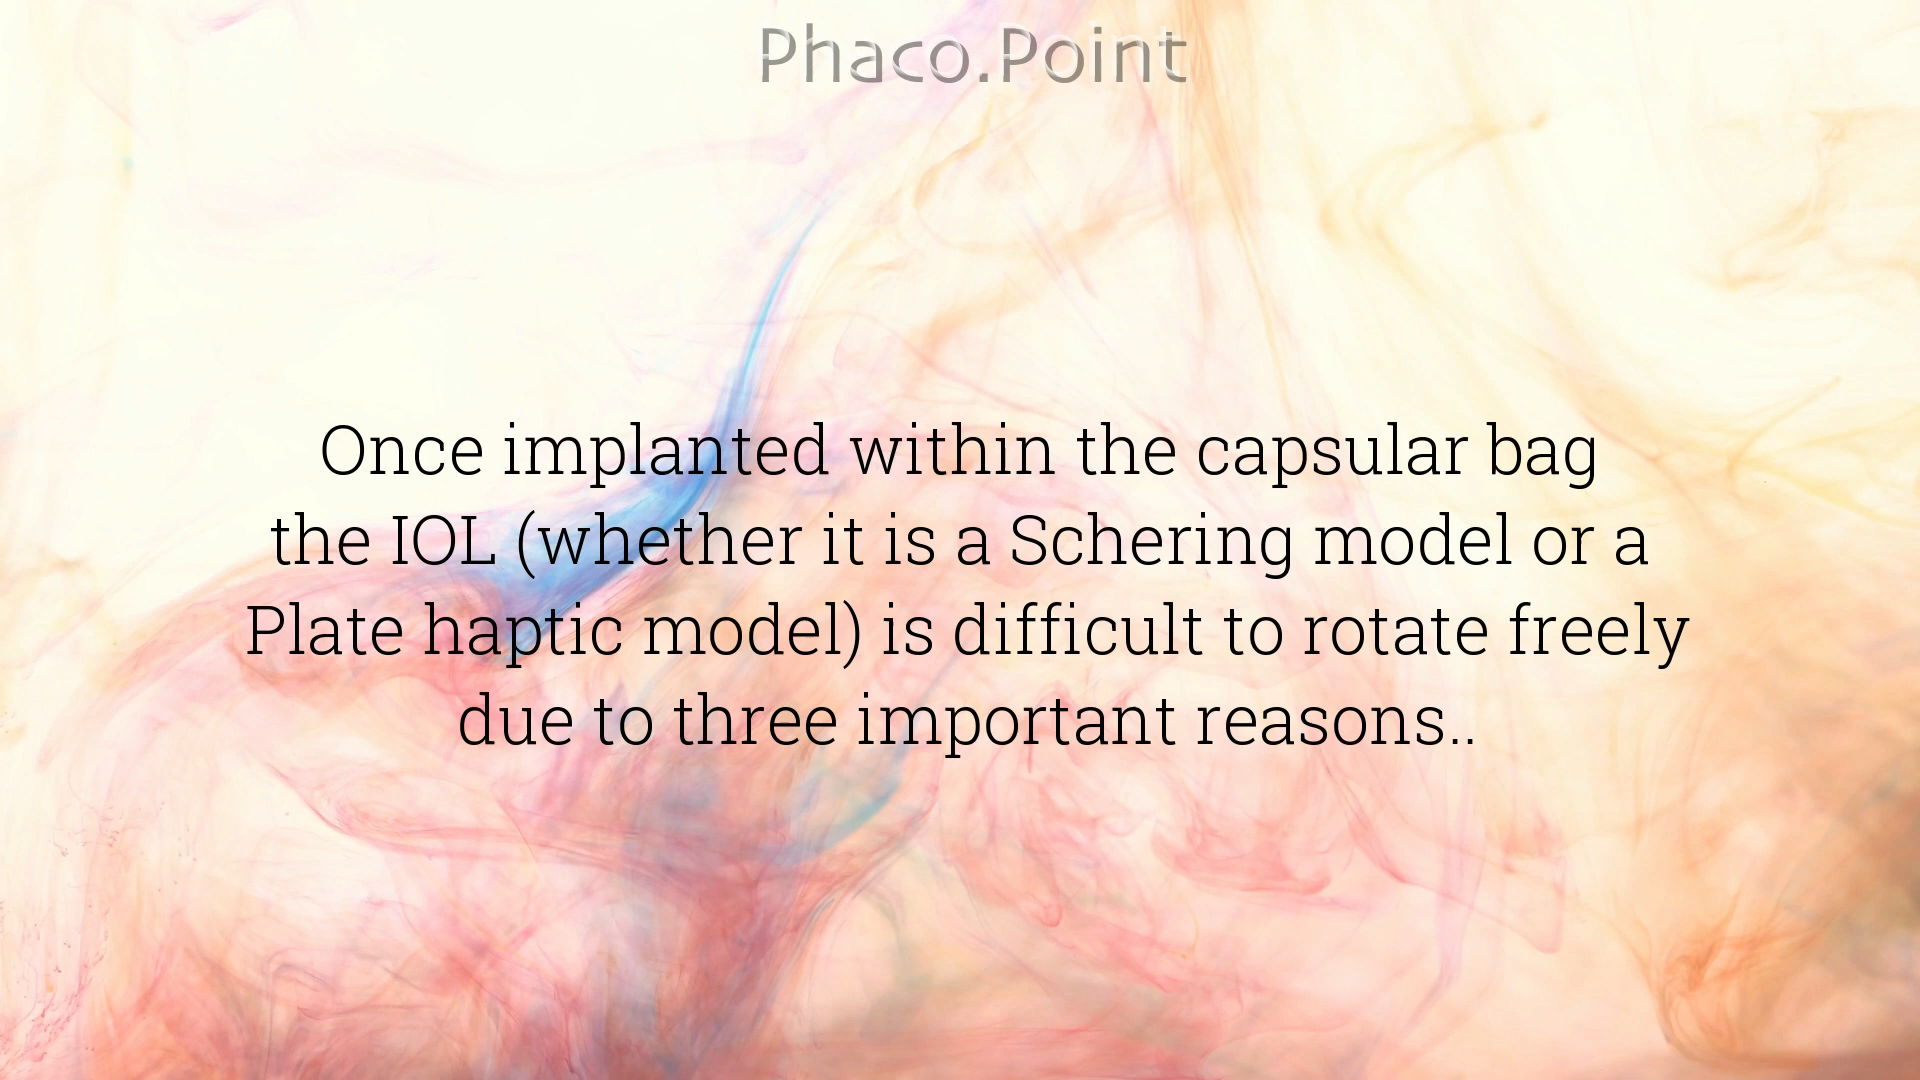 Phaco.Point
Once implanted within the capsular bag
the IOL (whether it is a Schering model or a
Plate haptic model) is difficult to rotate freely
due to three important reasons..